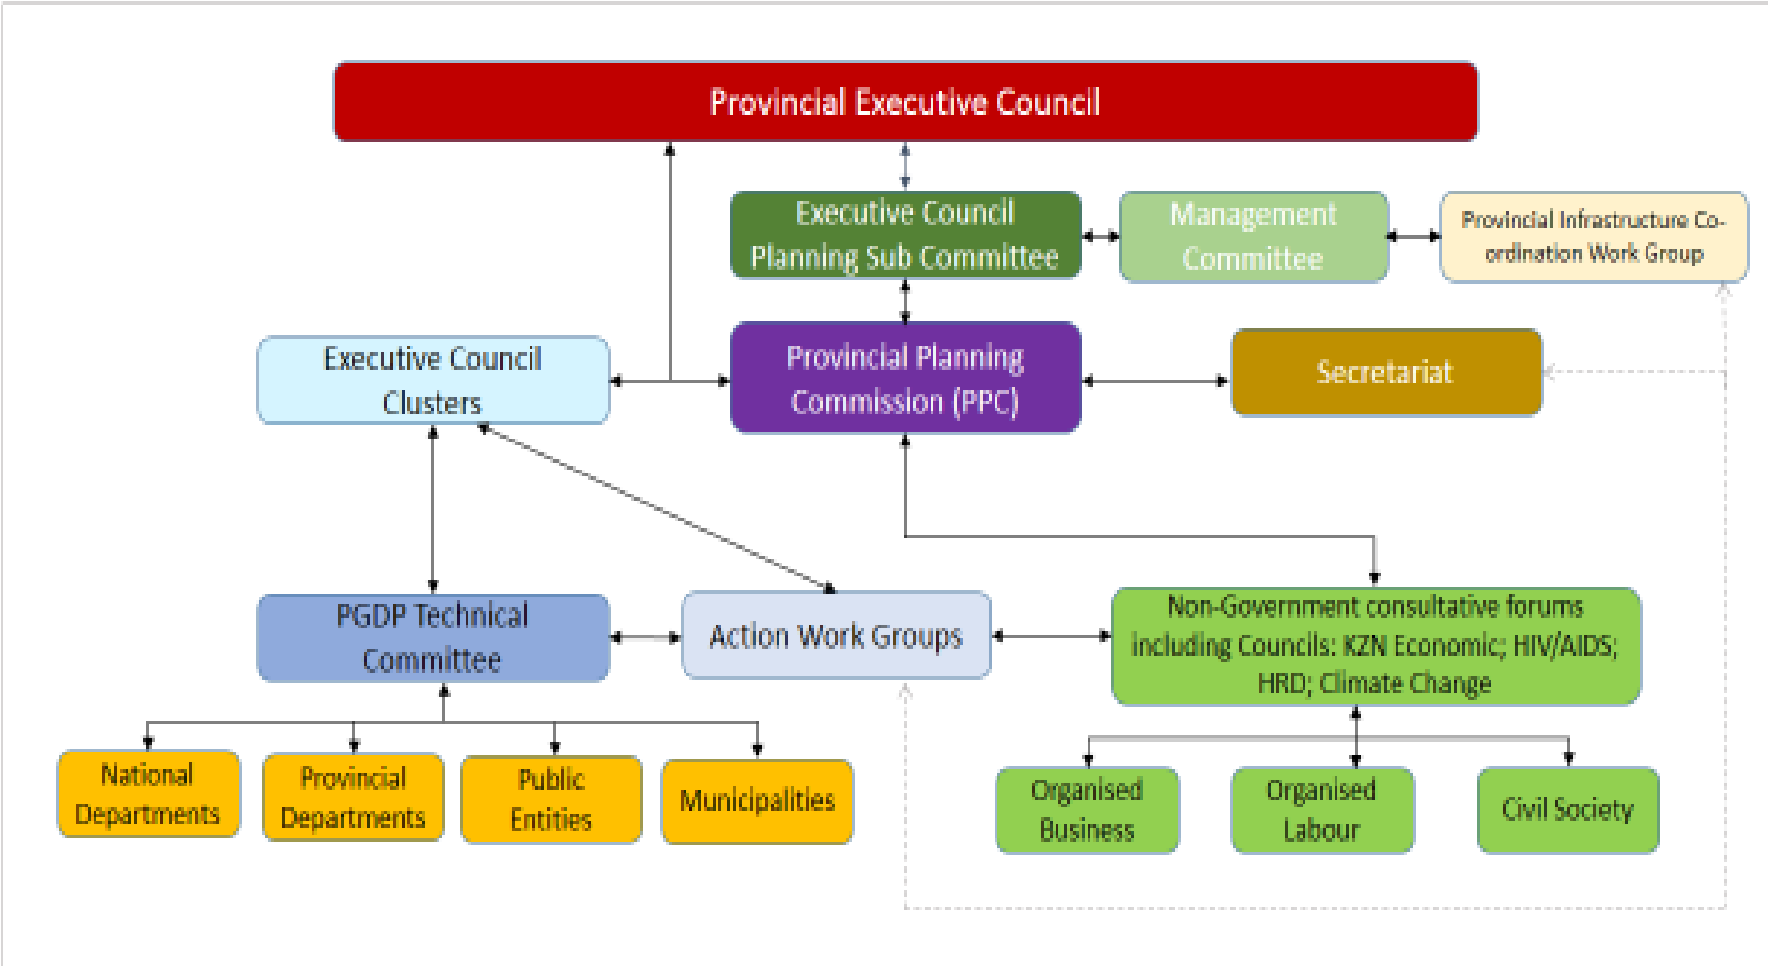 Provincial Executive Council
Executive Council
Planning Sub Committee
Management
Committee
Provincial Infrastructure Co-
ordination Work Group
Executive Council
Clusters
Provincial Planning
Commission (PPC)
Secretariat
PGDP Technical
Committee
Action Work Groups
Non-Government consultative forums
including Councils: KZN Economic; HIV/AIDS;
HRD; Climate Change
National
Departments
Provincial
Departments
Public
Entities
Municipalities
Organised
Business
Organised
Labour
Civil Society